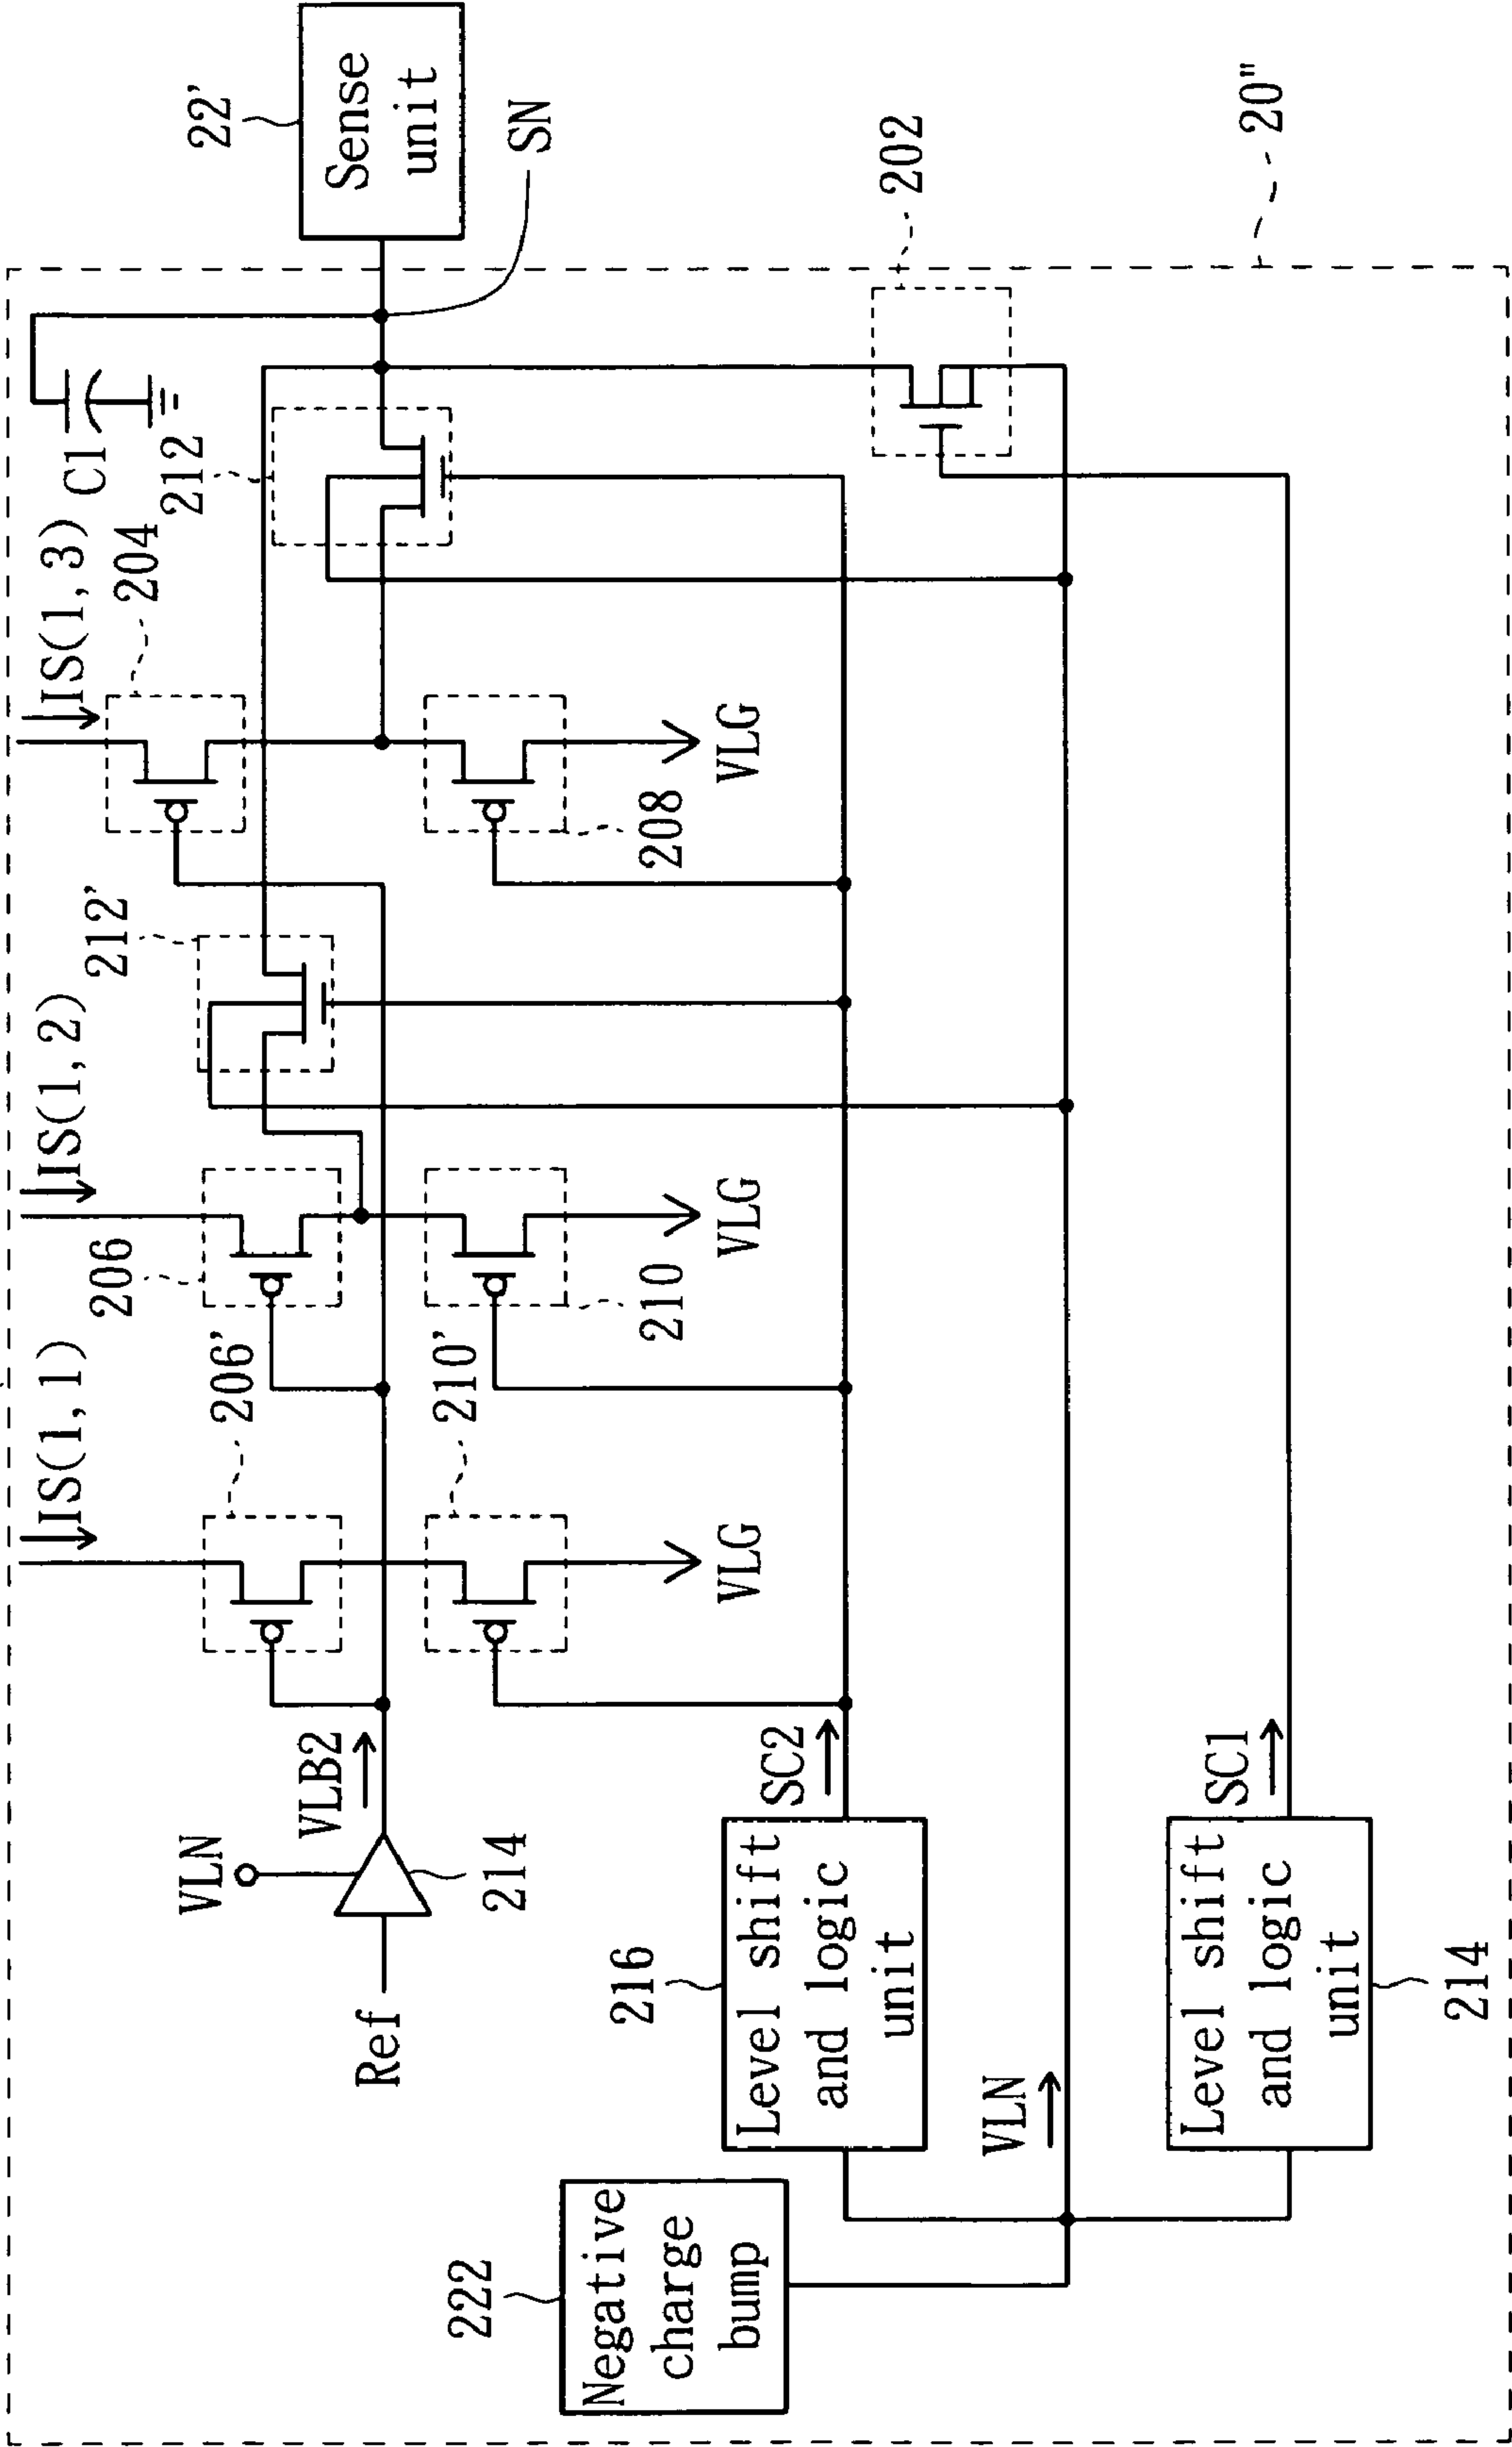 IS(1,1)
IS(1,2)
IS(1,3)
C1
204
206
212'
212
22'
Sense
unit
SN
206'
VLN
VLB2
Ref
214
210'
210
208
202
VLG
VLG
VLG
222
Negative
charge
bump
216
Level shift
and logic
unit
SC2
VLN
Level shift
and logic
unit
SC1
214
20"